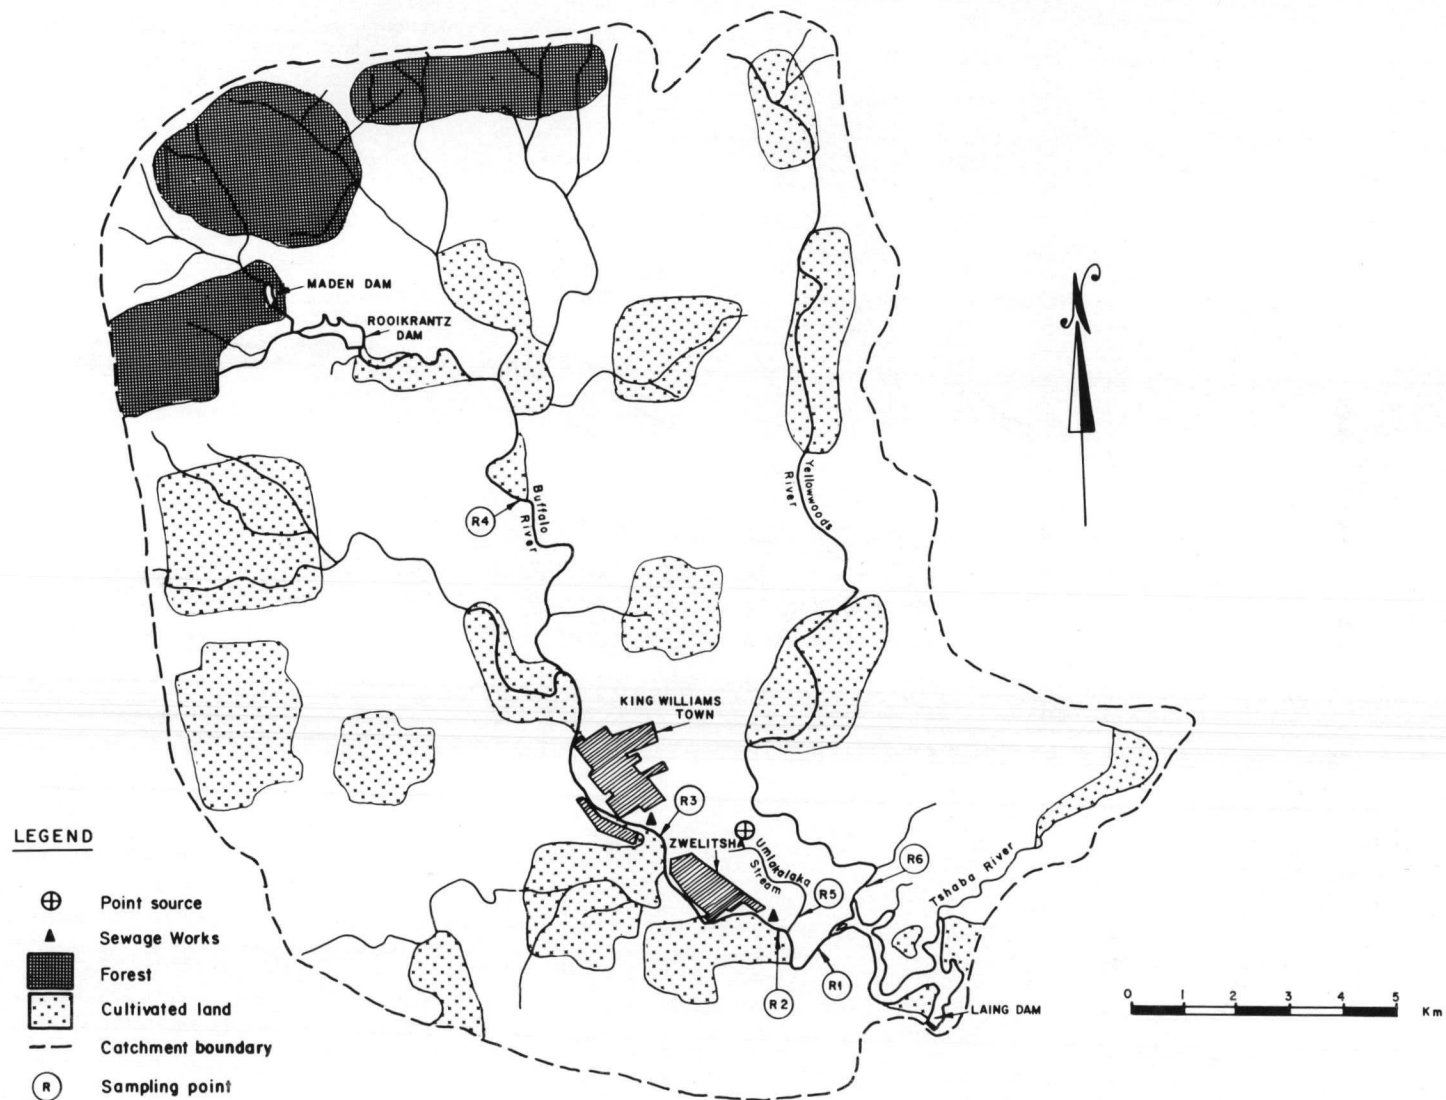 MADEN DAM
ROOIKRANTZ
DAM
Buffalo
River
R4
Yellowwoods
River
KING WILLIAMS
TOWN
R3
ZWELITSHA
Umlakalaka
Stream
R6
R5
Tshaba River
R2
R1
LAING DAM
LEGEND
Point source
Sewage Works
Forest
Cultivated land
Catchment boundary
R Sampling point
N
0 1 2 3 4 5
Km